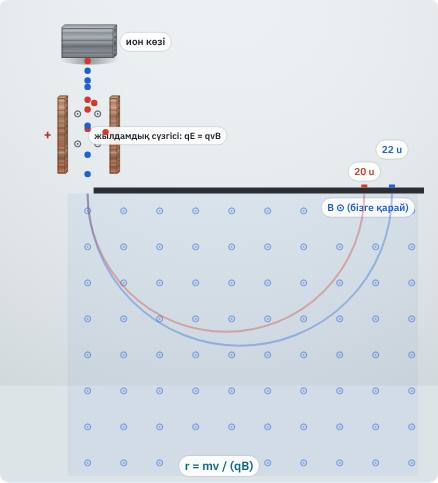 ион көзі
+
жылдамдық сүзгісі: qE = qvB
22 u
20 u
B ⊙ (бізге қарай)
r = mv / (qB)